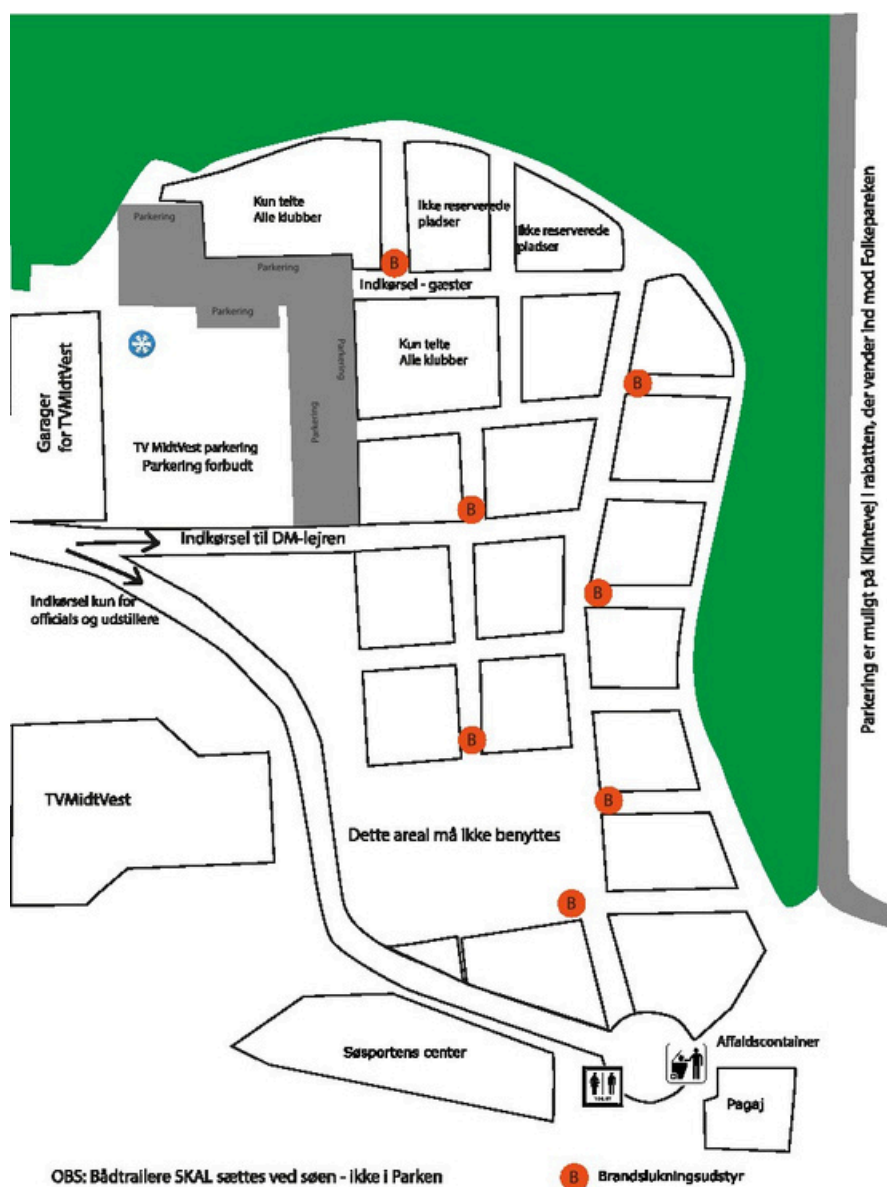 Kun telte
Alle klubber
Ikke reserverede
pladser
Ikke reserverede
pladser
Parkering
Parkering
Parkering
Parkering
Parkering
B
Indkørsel - gæster
Kun telte
Alle klubber
B
Garager
for TVMidtVest
TV MidtVest parkering
Parkering forbudt
B
Indkørsel til DM-lejren
Indkørsel kun for
officials og udstillere
B
B
TVMidtVest
B
Dette areal må ikke benyttes
B
Søsportens center
Affaldscontainer
TOILET
Pagaj
Parkering er mulligt på Klintevej I rabatten, der vender ind mod Folkepareken
OBS: Bådtrailere SKAL sættes ved søen - ikke i Parken
B Brandslukningsudstyr